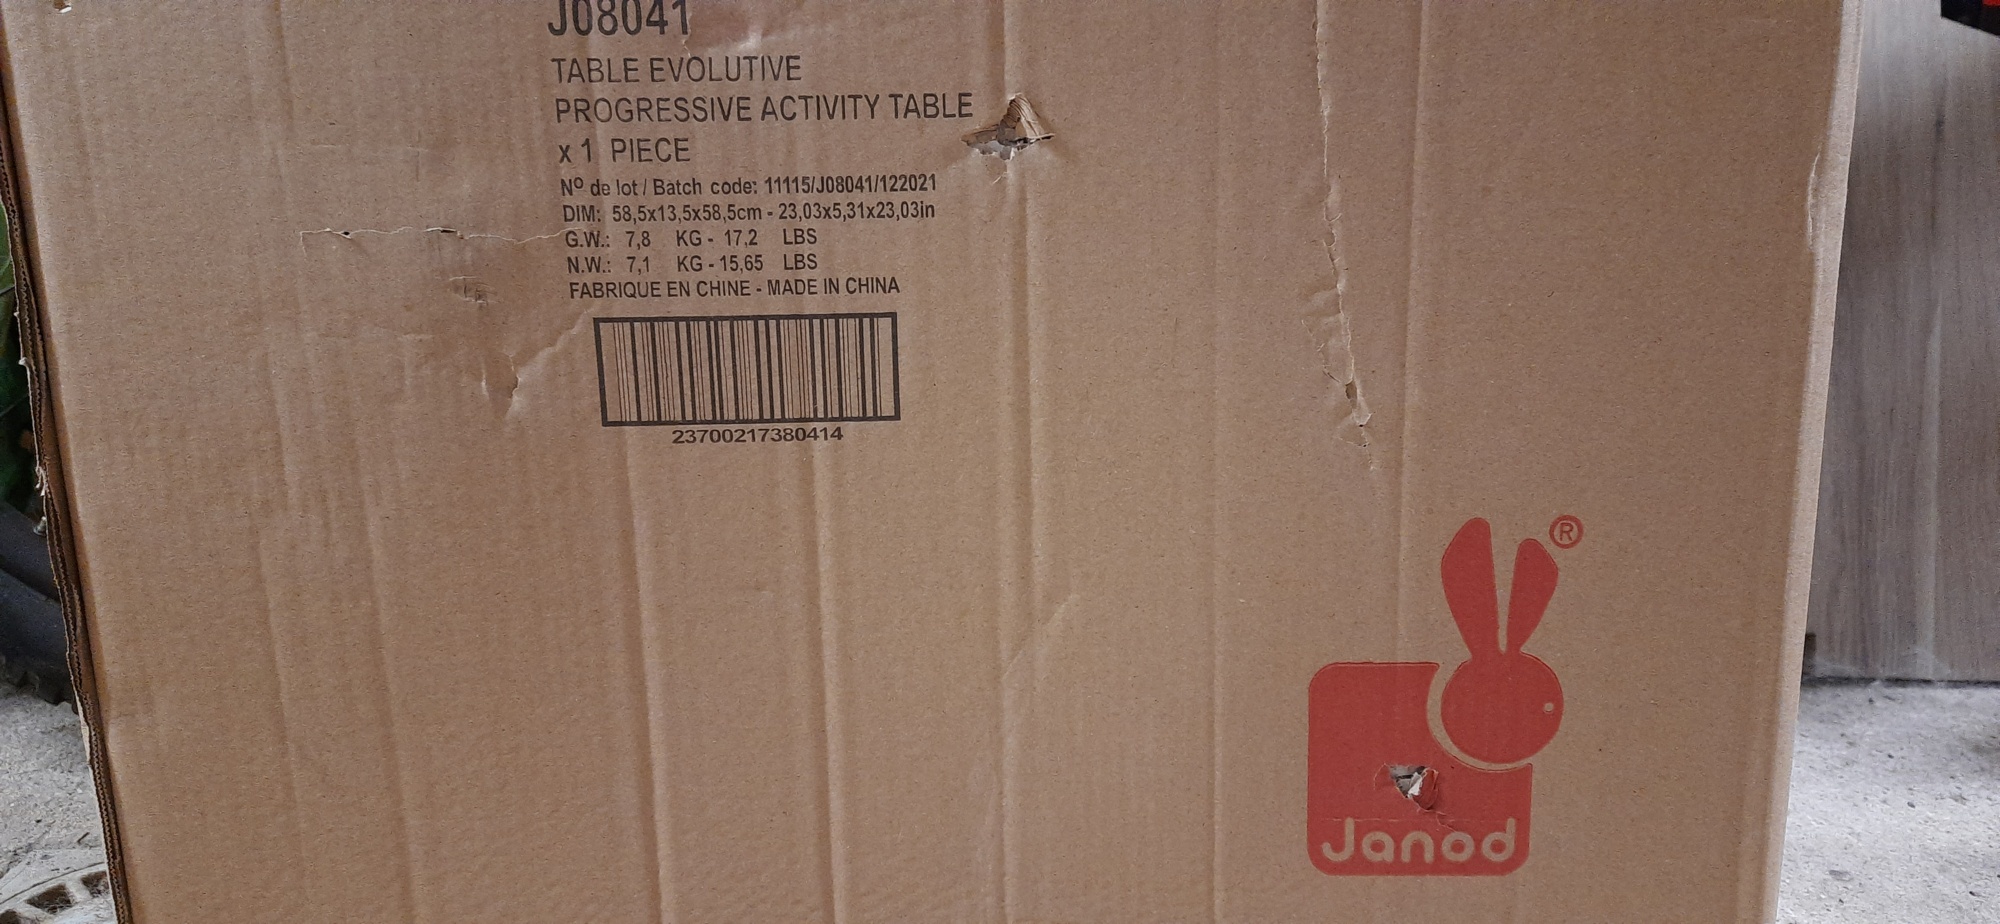 J08041
TABLE EVOLUTIVE
PROGRESSIVE ACTIVITY TABLE
x 1 PIECE
Nº de lot / Batch code: 11115/J08041/122021
DIM: 58,5x13,5x58,5cm - 23,03x5,31x23,03in
G.W.: 7,8 KG - 17,2 LBS
N.W.: 7,1 KG - 15,65 LBS
FABRIQUE EN CHINE - MADE IN CHINA
23700217380414
®
Janod